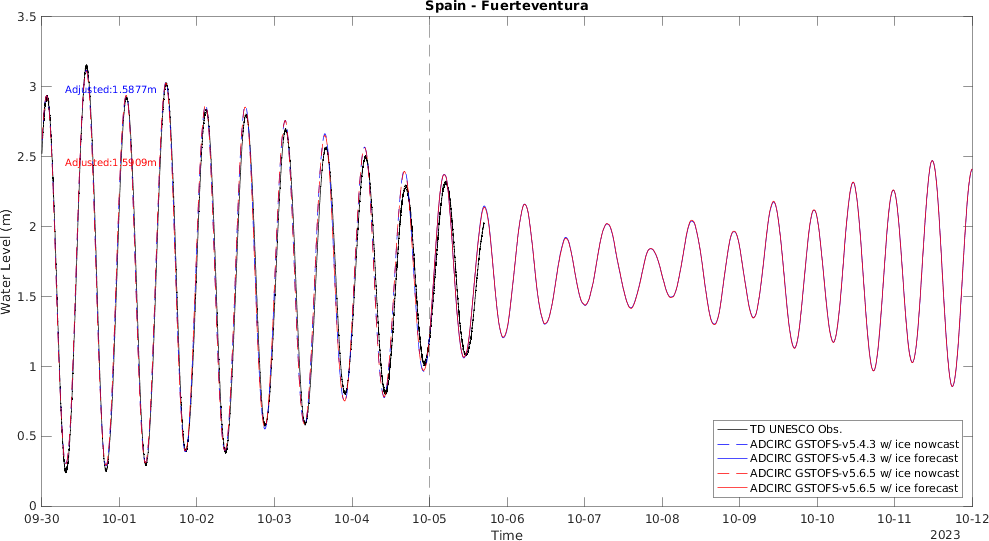 Spain - Fuerteventura
3.5
3
2.5
2
1.5
1
0.5
0
Water Level (m)
Adjusted:1.5877m
Adjusted:1.5909m
TD UNESCO Obs.
ADCIRC GSTOFS-v5.4.3 w/ ice nowcast
ADCIRC GSTOFS-v5.4.3 w/ ice forecast
ADCIRC GSTOFS-v5.6.5 w/ ice nowcast
ADCIRC GSTOFS-v5.6.5 w/ ice forecast
09-30 10-01 10-02 10-03 10-04 10-05 10-06 10-07 10-08 10-09 10-10 10-11 10-12
Time
2023